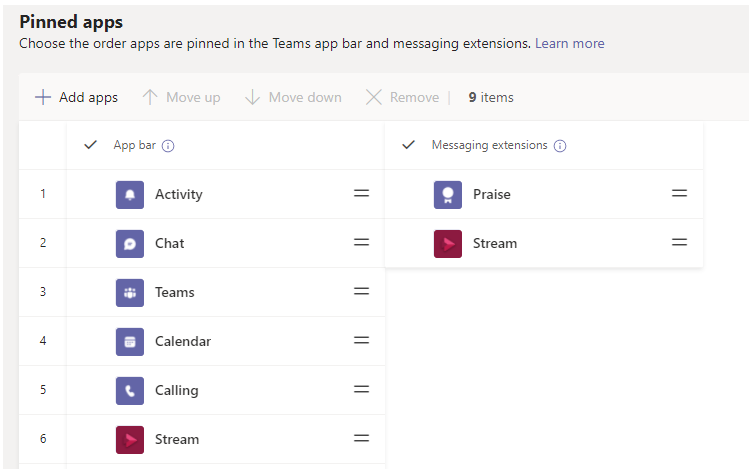 Pinned apps
Choose the order apps are pinned in the Teams app bar and messaging extensions. Learn more
Add apps Move up Move down Remove 9 items
App bar Messaging extensions
1 Activity Praise
2 Chat Stream
3 Teams
4 Calendar
5 Calling
6 Stream